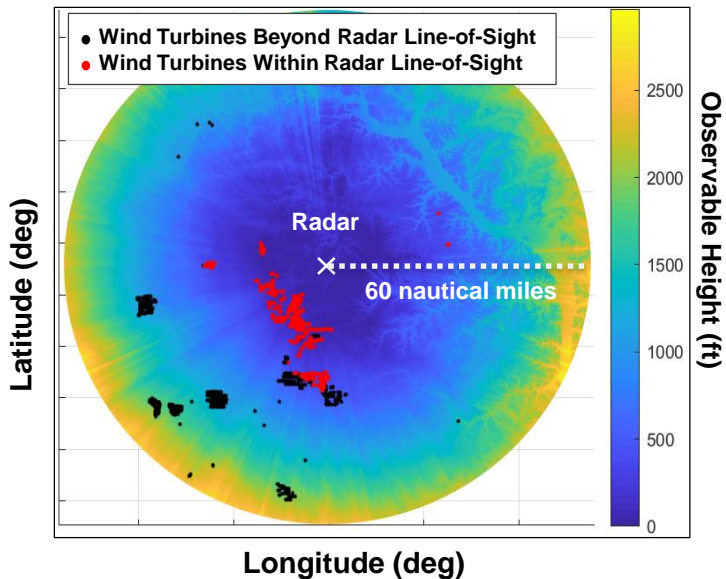 Wind Turbines Beyond Radar Line-of-Sight
Wind Turbines Within Radar Line-of-Sight
Radar
60 nautical miles
2500
2000
1500
1000
500
0
Observable Height (ft)
Latitude (deg)
Longitude (deg)